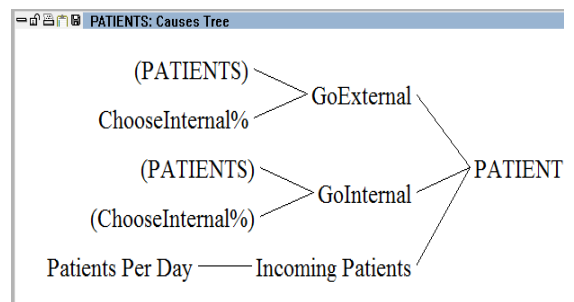 PATIENTS: Causes Tree
(PATIENTS)
GoExternal
ChooseInternal%
(PATIENTS)
PATIENT
GoInternal
(ChooseInternal%)
Patients Per Day
Incoming Patients